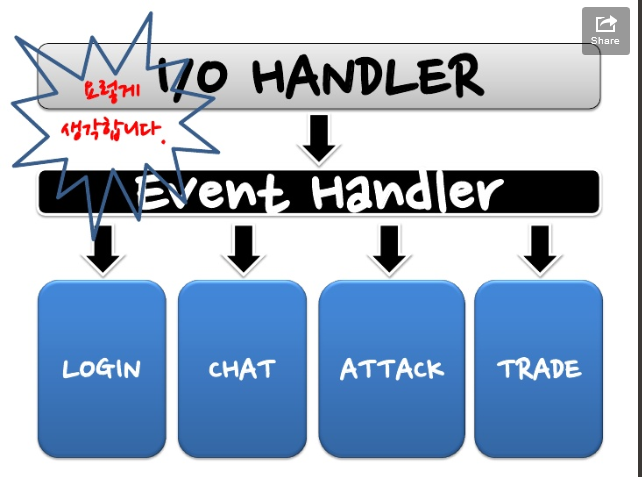 Share
I/O HANDLER
요렇게
생각합니다.
Event Handler
LOGIN
CHAT
ATTACK
TRADE